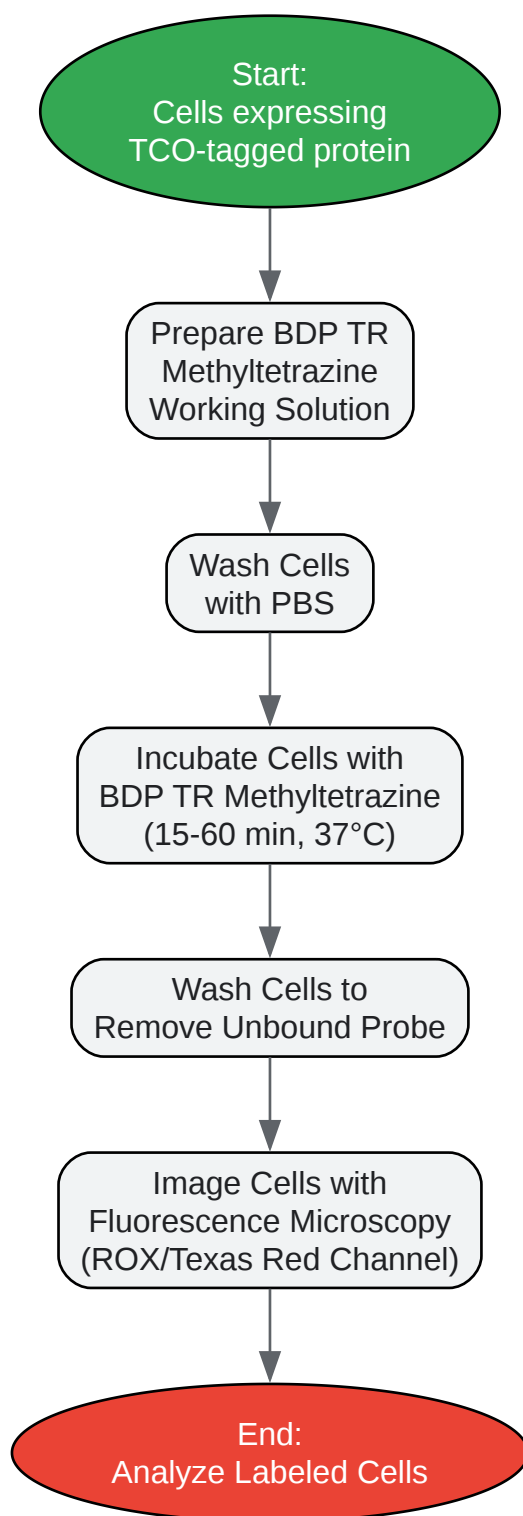 Start:
Cells expressing
TCO-tagged protein
Prepare BDP TR
Methyltetrazine
Working Solution
Wash Cells
with PBS
Incubate Cells with
BDP TR Methyltetrazine
(15-60 min, 37°C)
Wash Cells to
Remove Unbound Probe
Image Cells with
Fluorescence Microscopy
(ROX/Texas Red Channel)
End:
Analyze Labeled Cells